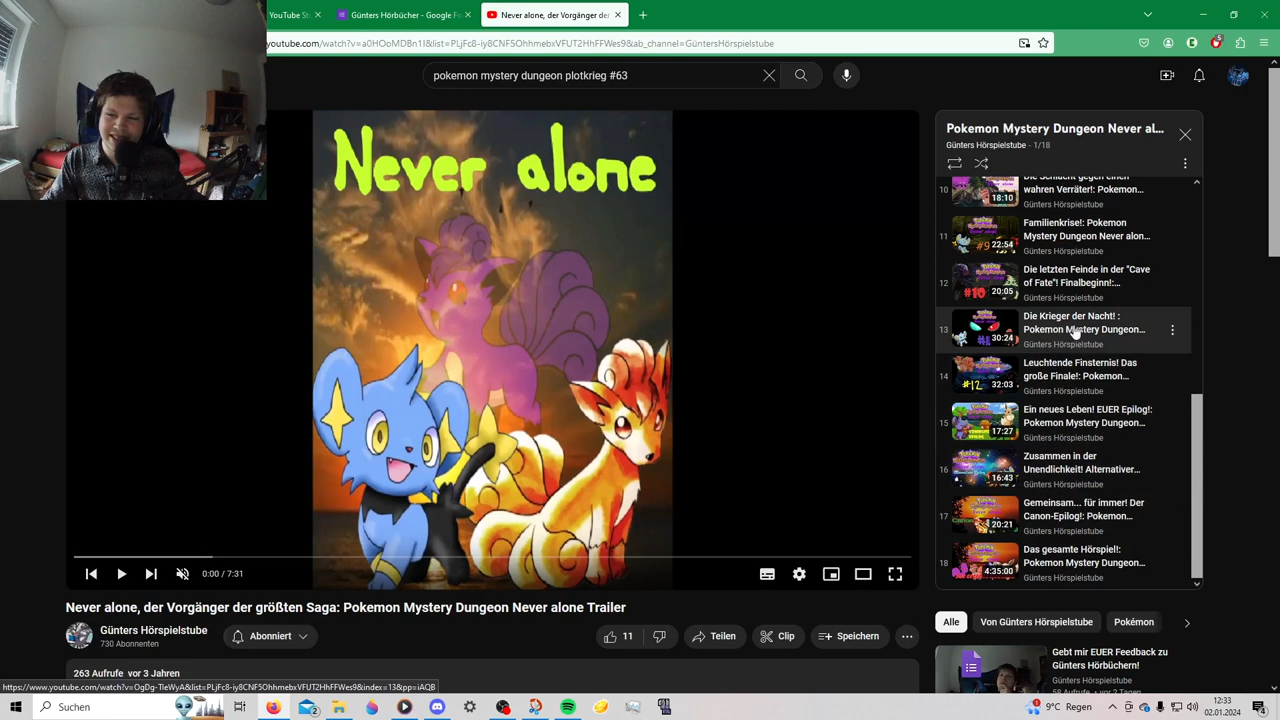 YouTube St
Günters Hörbücher - Google Fo
Never alone, der Vorgänger der
youtube.com/watch?v=a0HOoMDBn1I&list=PLjFc8-iy8CNF5OhhmebxVFUT2HhFFWes9&ab_channel=GüntersHörspielstube
5
pokemon mystery dungeon plotkrieg #63
Never alone
Pokemon Mystery Dungeon Never al...
Günters Hörspielstube - 1/18
10
18:10
Die Schlacht gegen einen
wahren Verräter!: Pokemon...
Günters Hörspielstube
11
#9
22:54
Familienkrise!: Pokemon
Mystery Dungeon Never alon...
Günters Hörspielstube
12
#10
20:05
Die letzten Feinde in der "Cave
of Fate"! Finalbeginn!:...
Günters Hörspielstube
13
30:24
Die Krieger der Nacht! :
Pokemon Mystery Dungeon...
Günters Hörspielstube
14
#12
32:03
Leuchtende Finsternis! Das
große Finale!: Pokemon...
Günters Hörspielstube
15
17:27
Ein neues Leben! EUER Epilog!:
Pokemon Mystery Dungeon...
Günters Hörspielstube
16
16:43
Zusammen in der
Unendlichkeit! Alternativer...
Günters Hörspielstube
17
20:21
Gemeinsam... für immer! Der
Canon-Epilog!: Pokemon...
Günters Hörspielstube
18
4:35:00
Das gesamte Hörspiel!:
Pokemon Mystery Dungeon...
Günters Hörspielstube
0:00 / 7:31
Never alone, der Vorgänger der größten Saga: Pokemon Mystery Dungeon Never alone Trailer
Günters Hörspielstube
730 Abonnenten
Abonniert
11
Teilen
Clip
Speichern
263 Aufrufe vor 3 Jahren
Alle
Von Günters Hörspielstube
Pokémon
Gebt mir EUER Feedback zu
Günters Hörbüchern!
Günters Hörspielstube
58 Aufrufe · vor 2 Tagen
https://www.youtube.com/watch?v=OgDg-TIeWyA&list=PLjFc8-iy8CNF5OhhmebxVFUT2HhFFWes9&index=13&pp=iAQB
Suchen
2
9°C Regen
12:33
02.01.2024